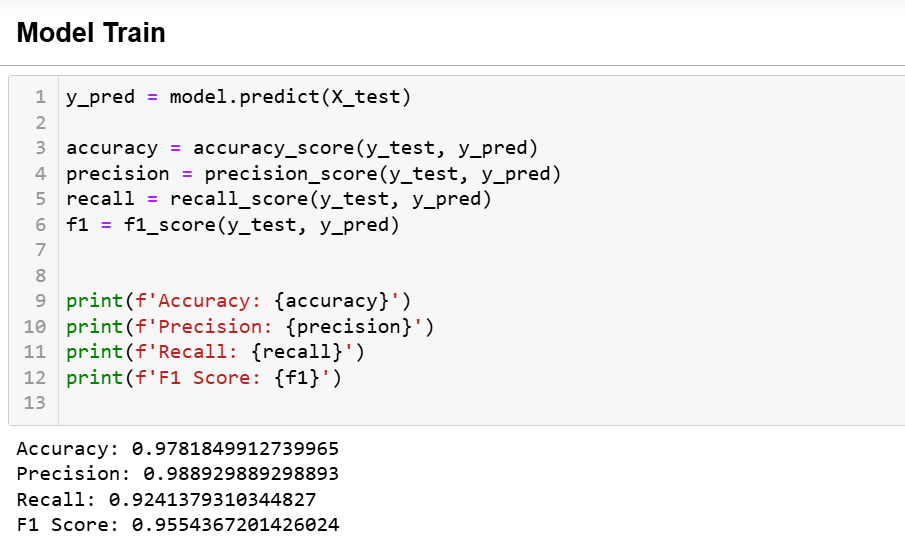 Model Train
1 y_pred = model.predict(X_test)
2
3 accuracy = accuracy_score(y_test, y_pred)
4 precision = precision_score(y_test, y_pred)
5 recall = recall_score(y_test, y_pred)
6 f1 = f1_score(y_test, y_pred)
7
8
9 print(f'Accuracy: {accuracy}')
10 print(f'Precision: {precision}')
11 print(f'Recall: {recall}')
12 print(f'F1 Score: {f1}')
13
Accuracy: 0.9781849912739965
Precision: 0.988929889298893
Recall: 0.9241379310344827
F1 Score: 0.9554367201426024